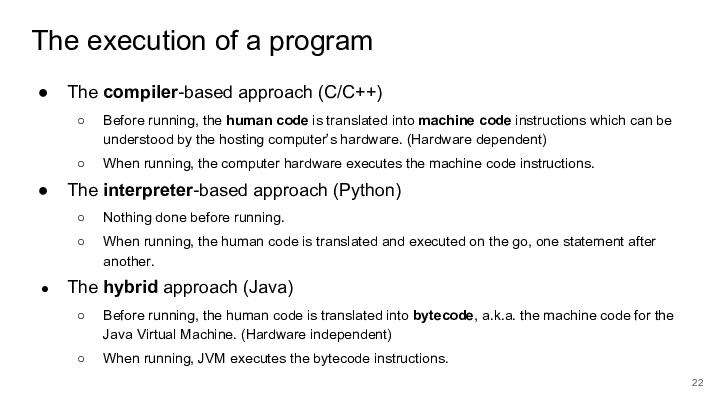 The execution of a program
● The compiler-based approach (C/C++)
○ Before running, the human code is translated into machine code instructions which can be
understood by the hosting computer's hardware. (Hardware dependent)
○ When running, the computer hardware executes the machine code instructions.
● The interpreter-based approach (Python)
○ Nothing done before running.
○ When running, the human code is translated and executed on the go, one statement after
another.
● The hybrid approach (Java)
○ Before running, the human code is translated into bytecode, a.k.a. the machine code for the
Java Virtual Machine. (Hardware independent)
○ When running, JVM executes the bytecode instructions.
22